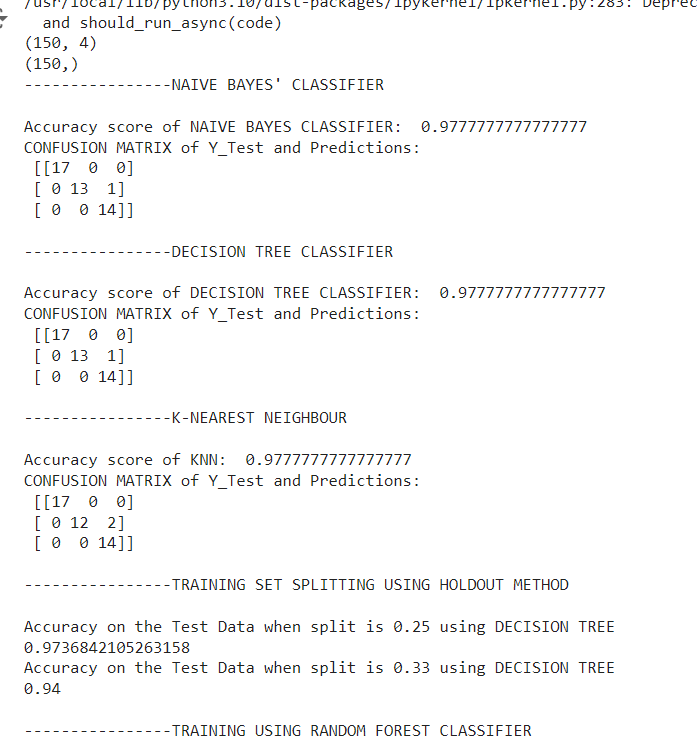 /usr/local/lib/python3.10/dist-packages/ipykernel/ipkernel.py:283: Deprec
and should_run_async(code)
(150, 4)
(150,)
----------------NAIVE BAYES' CLASSIFIER
Accuracy score of NAIVE BAYES CLASSIFIER:  0.9777777777777777
CONFUSION MATRIX of Y_Test and Predictions:
[[17  0  0]
[ 0 13  1]
[ 0  0 14]]
----------------DECISION TREE CLASSIFIER
Accuracy score of DECISION TREE CLASSIFIER:  0.9777777777777777
CONFUSION MATRIX of Y_Test and Predictions:
[[17  0  0]
[ 0 13  1]
[ 0  0 14]]
----------------K-NEAREST NEIGHBOUR
Accuracy score of KNN:  0.9777777777777777
CONFUSION MATRIX of Y_Test and Predictions:
[[17  0  0]
[ 0 12  2]
[ 0  0 14]]
----------------TRAINING SET SPLITTING USING HOLDOUT METHOD
Accuracy on the Test Data when split is 0.25 using DECISION TREE
0.9736842105263158
Accuracy on the Test Data when split is 0.33 using DECISION TREE
0.94
----------------TRAINING USING RANDOM FOREST CLASSIFIER